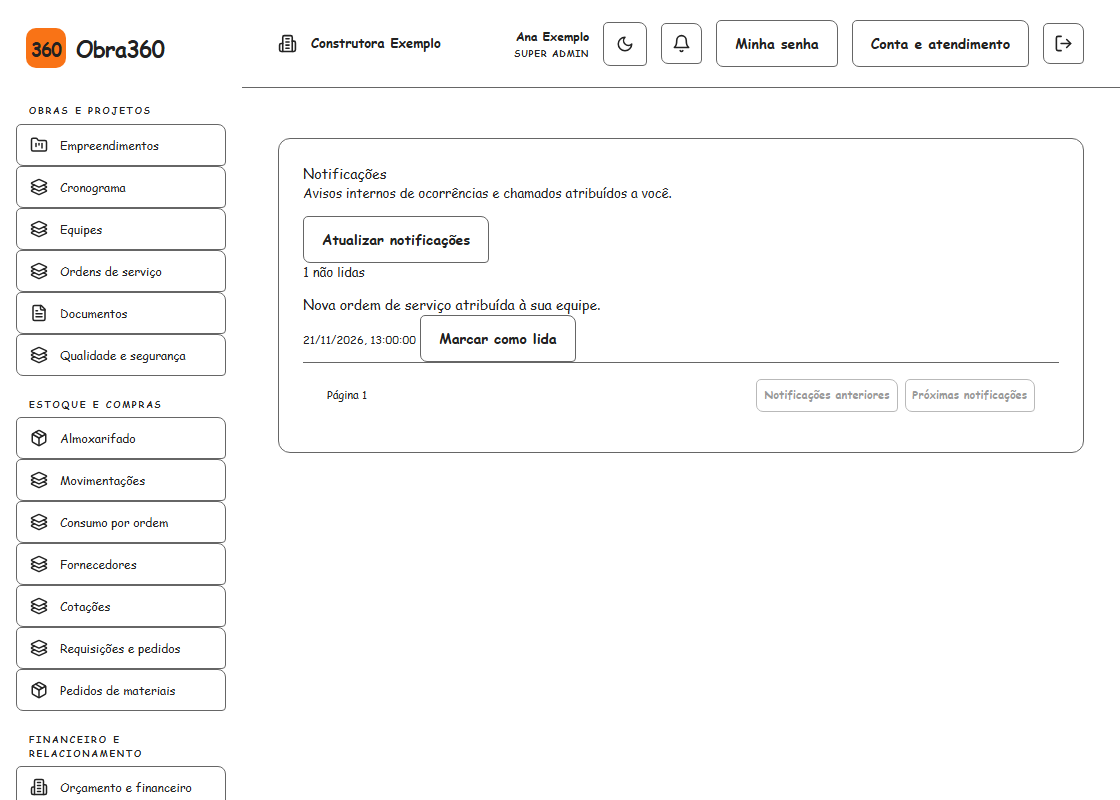 360 Obra360
OBRAS E PROJETOS
Empreendimentos
Cronograma
Equipes
Ordens de serviço
Documentos
Qualidade e segurança
ESTOQUE E COMPRAS
Almoxarifado
Movimentações
Consumo por ordem
Fornecedores
Cotações
Requisições e pedidos
Pedidos de materiais
FINANCEIRO E
RELACIONAMENTO
Orçamento e financeiro
Construtora Exemplo
Ana Exemplo
SUPER ADMIN
Minha senha
Conta e atendimento
Notificações
Avisos internos de ocorrências e chamados atribuídos a você.
Atualizar notificações
1 não lidas
Nova ordem de serviço atribuída à sua equipe.
21/11/2026, 13:00:00 Marcar como lida
Página 1
Notificações anteriores
Próximas notificações